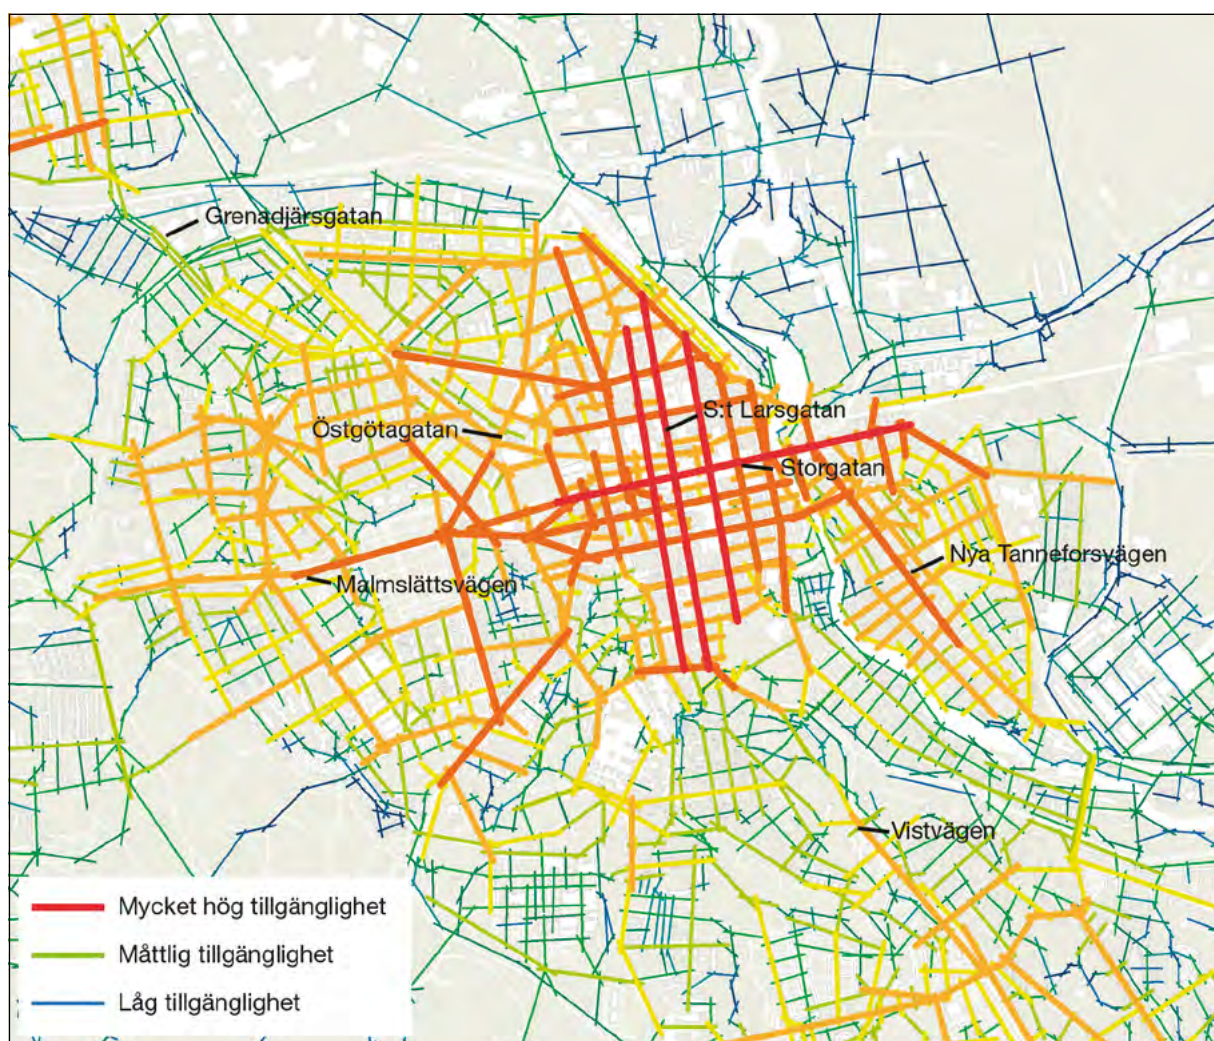 Grenadjärsgatan
S:t Larsgatan
Östgötagatan
Storgatan
Nya Tanneforsvägen
Malmslättsvägen
Vistvägen
Mycket hög tillgänglighet
Måttlig tillgänglighet
Låg tillgänglighet